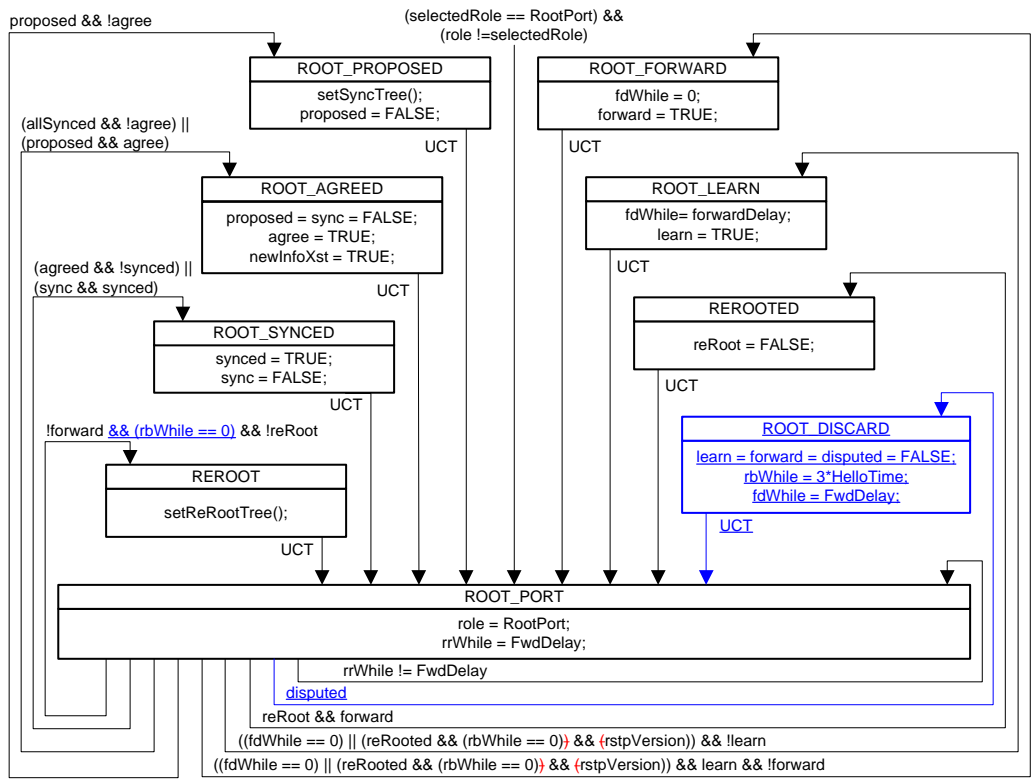 proposed && !agree
(selectedRole == RootPort) &&
(role !=selectedRole)
ROOT_PROPOSED
setSyncTree();
proposed = FALSE;
UCT
ROOT_FORWARD
fdWhile = 0;
forward = TRUE;
UCT
(allSynced && !agree) ||
(proposed && agree)
ROOT_AGREED
proposed = sync = FALSE;
agree = TRUE;
newInfoXst = TRUE;
UCT
ROOT_LEARN
fdWhile= forwardDelay;
learn = TRUE;
UCT
(agreed && !synced) ||
(sync && synced)
ROOT_SYNCED
synced = TRUE;
sync = FALSE;
UCT
REROOTED
reRoot = FALSE;
UCT
!forward && (rbWhile == 0) && !reRoot
REROOT
setReRootTree();
UCT
ROOT_DISCARD
learn = forward = disputed = FALSE;
rbWhile = 3*HelloTime;
fdWhile = FwdDelay;
UCT
ROOT_PORT
role = RootPort;
rrWhile = FwdDelay;
rrWhile != FwdDelay
disputed
reRoot && forward
((fdWhile == 0) || (reRooted && (rbWhile == 0)) && (rstpVersion)) && !learn
((fdWhile == 0) || (reRooted && (rbWhile == 0)) && (rstpVersion)) && learn && !forward